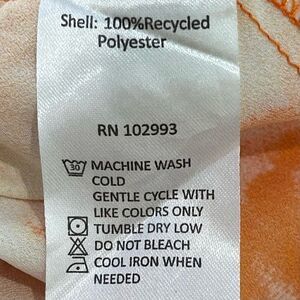 Shell: 100%Recycled
Polyester
RN 102993
30 MACHINE WASH
COLD
GENTLE CYCLE WITH
LIKE COLORS ONLY
TUMBLE DRY LOW
DO NOT BLEACH
COOL IRON WHEN
NEEDED